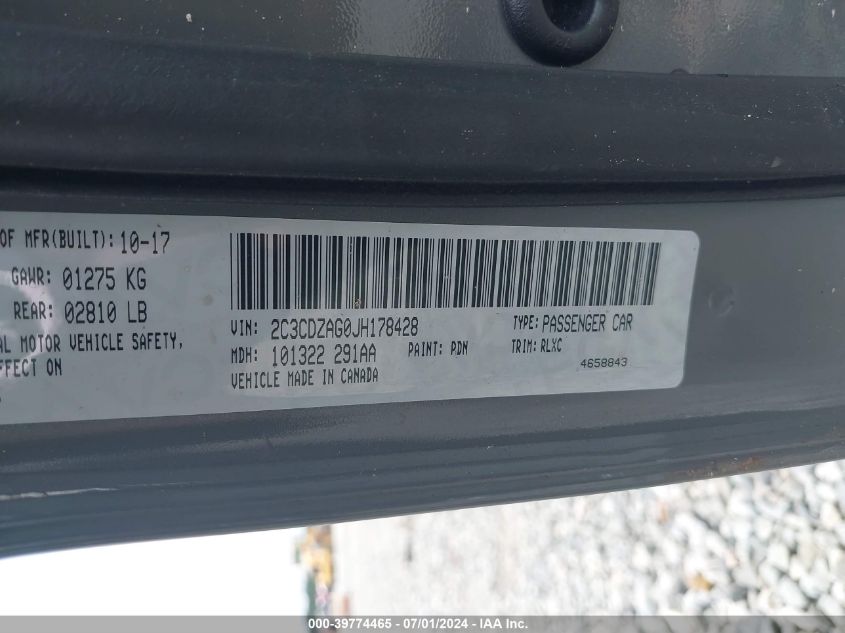 OF MFR(BUILT): 10-17
GAWR: 01275 KG
REAR: 02810 LB
MOTOR VEHICLE SAFETY,
ON
VIN: 2C3CDZAG0JH178428
TYPE: PASSENGER CAR
MDH: 101322 291AA
PAINT: PDN
TRIM: RLXC
VEHICLE MADE IN CANADA
4658843
000-39774465 - 07/01/2024 - IAA Inc.